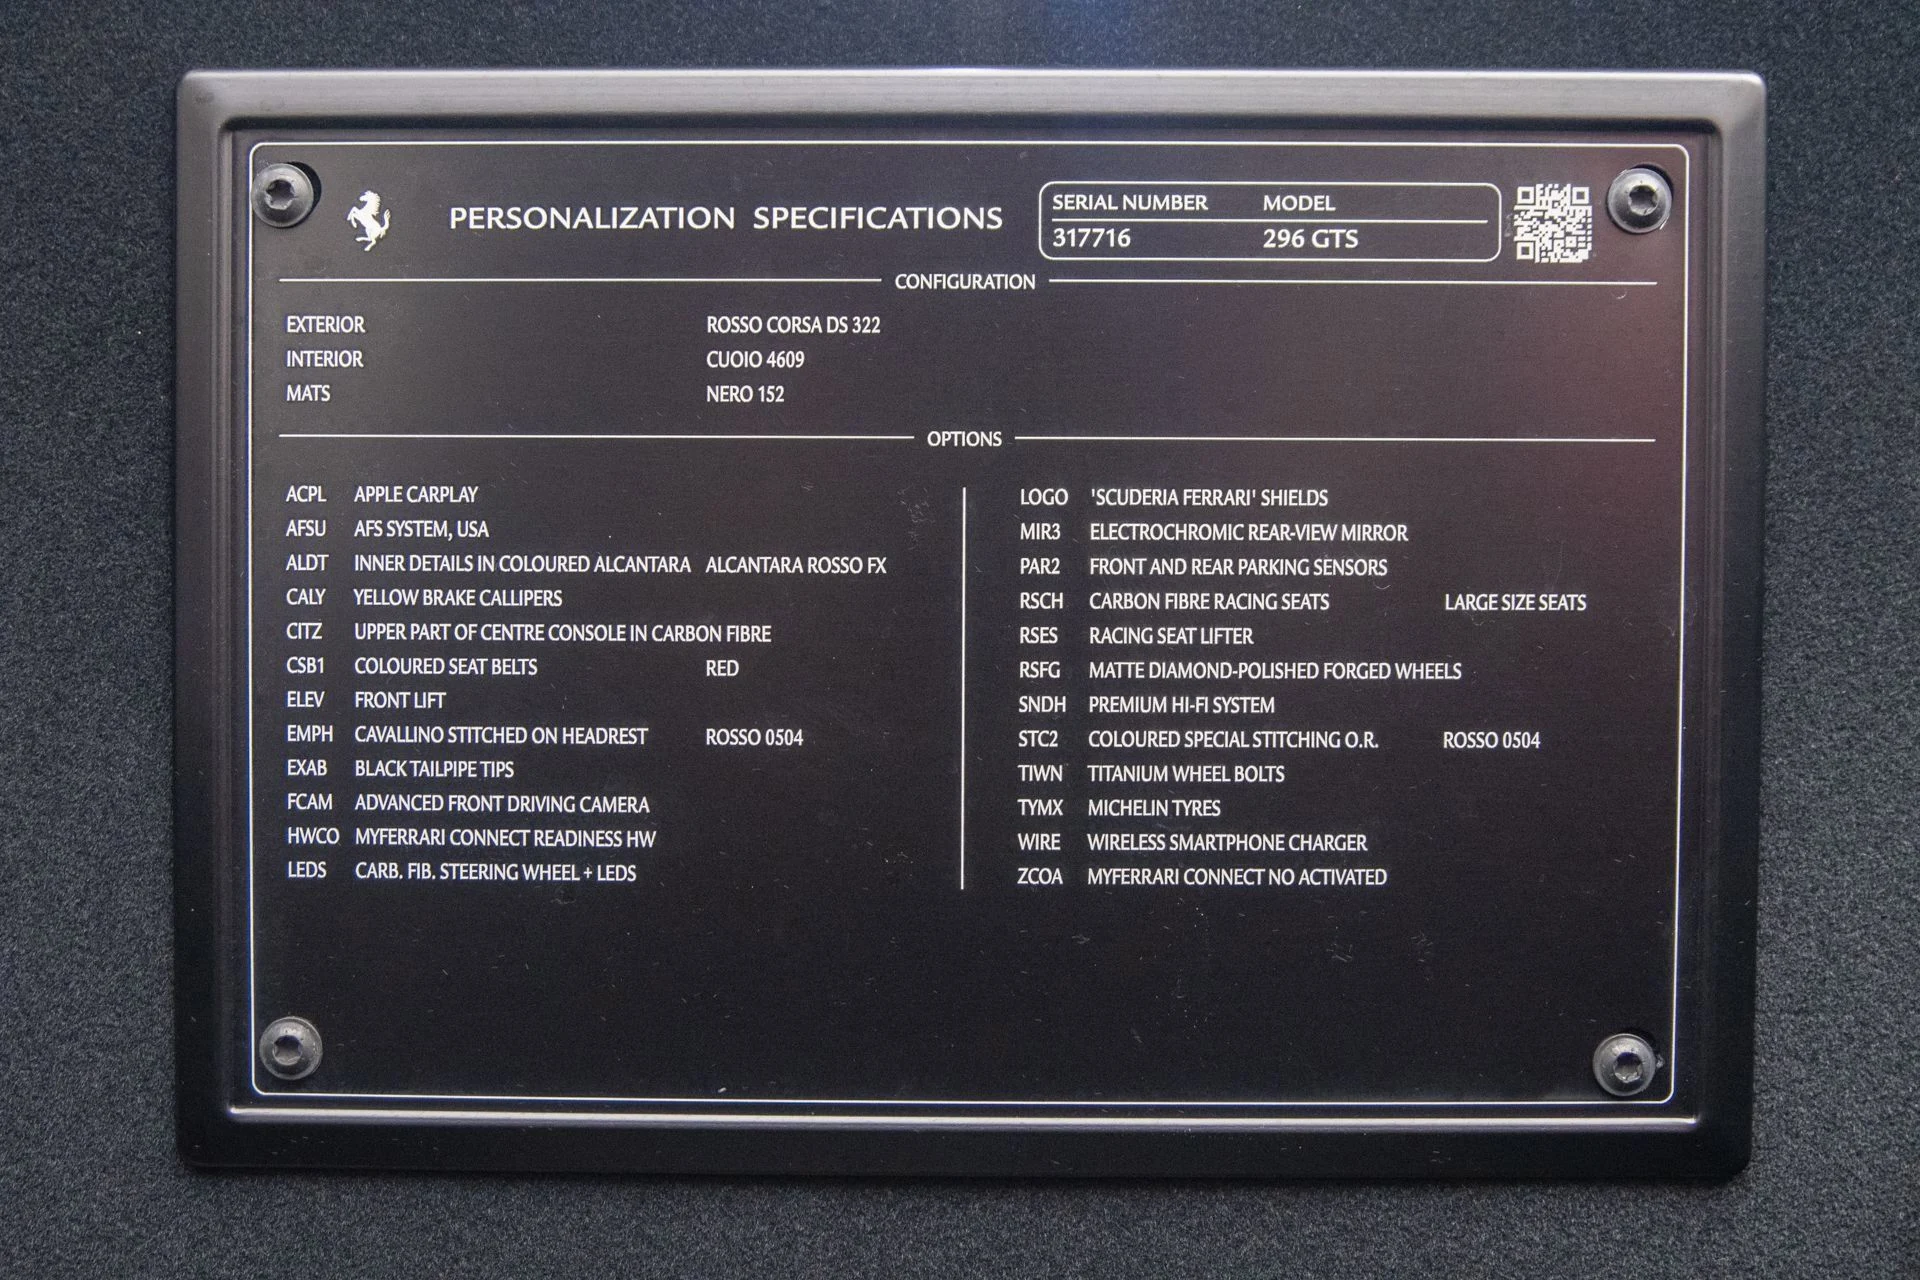 PERSONALIZATION SPECIFICATIONS
SERIAL NUMBER MODEL
317716 296 GTS
CONFIGURATION
EXTERIOR ROSSO CORSA DS 322
INTERIOR CUOIO 4609
MATS NERO 152
OPTIONS
ACPL APPLE CARPLAY
AFSU AFS SYSTEM, USA
ALDT INNER DETAILS IN COLOURED ALCANTARA ALCANTARA ROSSO FX
CALY YELLOW BRAKE CALLIPERS
CITZ UPPER PART OF CENTRE CONSOLE IN CARBON FIBRE
CSB1 COLOURED SEAT BELTS RED
ELEV FRONT LIFT
EMPH CAVALLINO STITCHED ON HEADREST ROSSO 0504
EXAB BLACK TAILPIPE TIPS
FCAM ADVANCED FRONT DRIVING CAMERA
HWCO MYFERRARI CONNECT READINESS HW
LEDS CARB. FIB. STEERING WHEEL + LEDS
LOGO 'SCUDERIA FERRARI' SHIELDS
MIR3 ELECTROCHROMIC REAR-VIEW MIRROR
PAR2 FRONT AND REAR PARKING SENSORS
RSCH CARBON FIBRE RACING SEATS LARGE SIZE SEATS
RSES RACING SEAT LIFTER
RSFG MATTE DIAMOND-POLISHED FORGED WHEELS
SNDH PREMIUM HI-FI SYSTEM
STC2 COLOURED SPECIAL STITCHING O.R. ROSSO 0504
TIWN TITANIUM WHEEL BOLTS
TYMX MICHELIN TYRES
WIRE WIRELESS SMARTPHONE CHARGER
ZCOA MYFERRARI CONNECT NO ACTIVATED